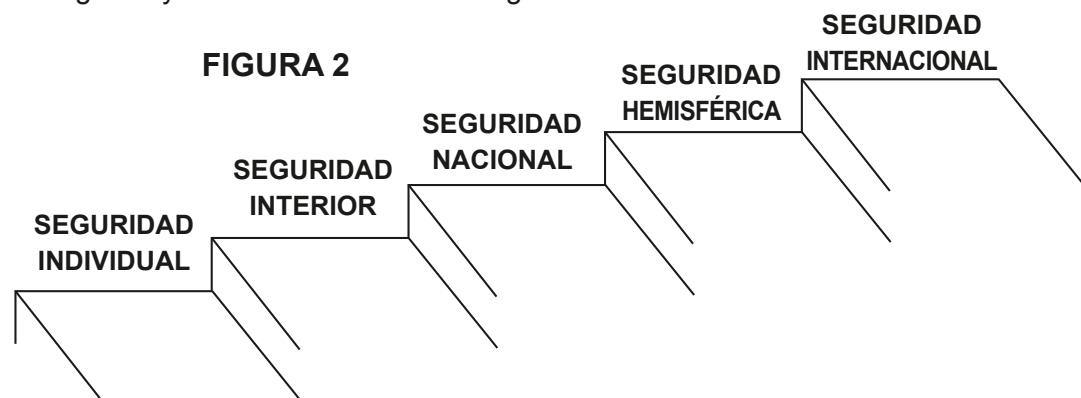 FIGURA 2
SEGURIDAD
INDIVIDUAL
SEGURIDAD
INTERIOR
SEGURIDAD
NACIONAL
SEGURIDAD
HEMISFÉRICA
SEGURIDAD
INTERNACIONAL